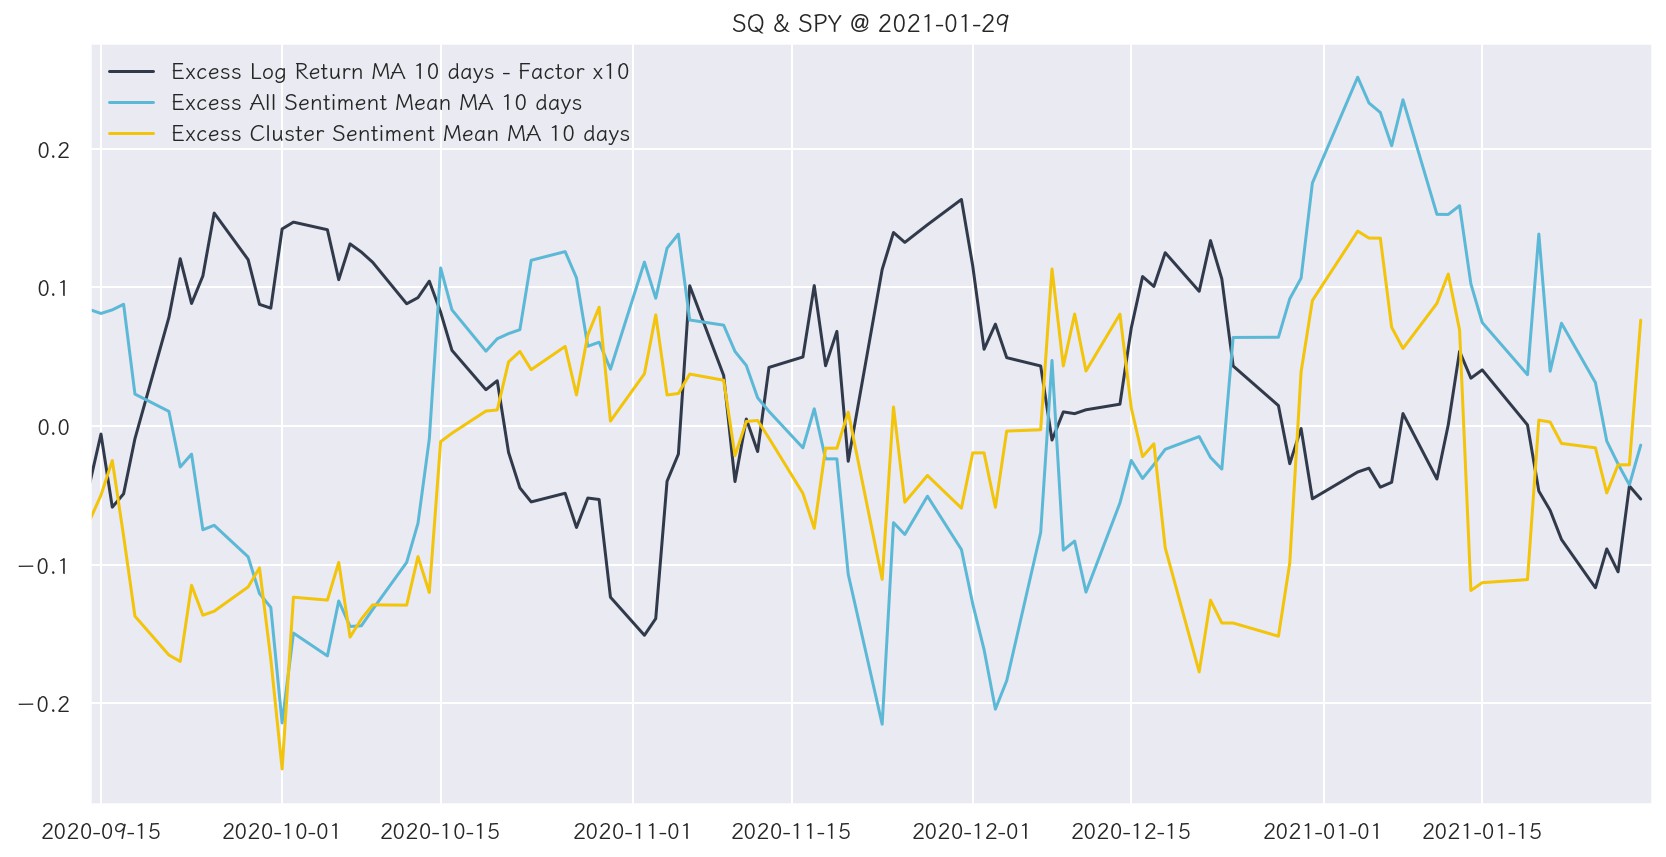 SQ & SPY @ 2021-01-29
Excess Log Return MA 10 days - Factor x10
Excess All Sentiment Mean MA 10 days
Excess Cluster Sentiment Mean MA 10 days
0.2
0.1
0.0
−0.1
−0.2
2020-09-15 2020-10-01 2020-10-15 2020-11-01 2020-11-15 2020-12-01 2020-12-15 2021-01-01 2021-01-15